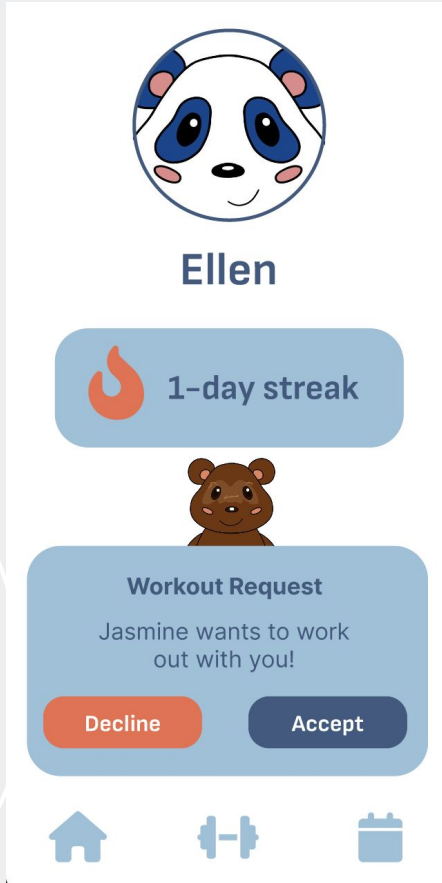 Ellen
1-day streak
Workout Request
Jasmine wants to work
out with you!
Decline
Accept